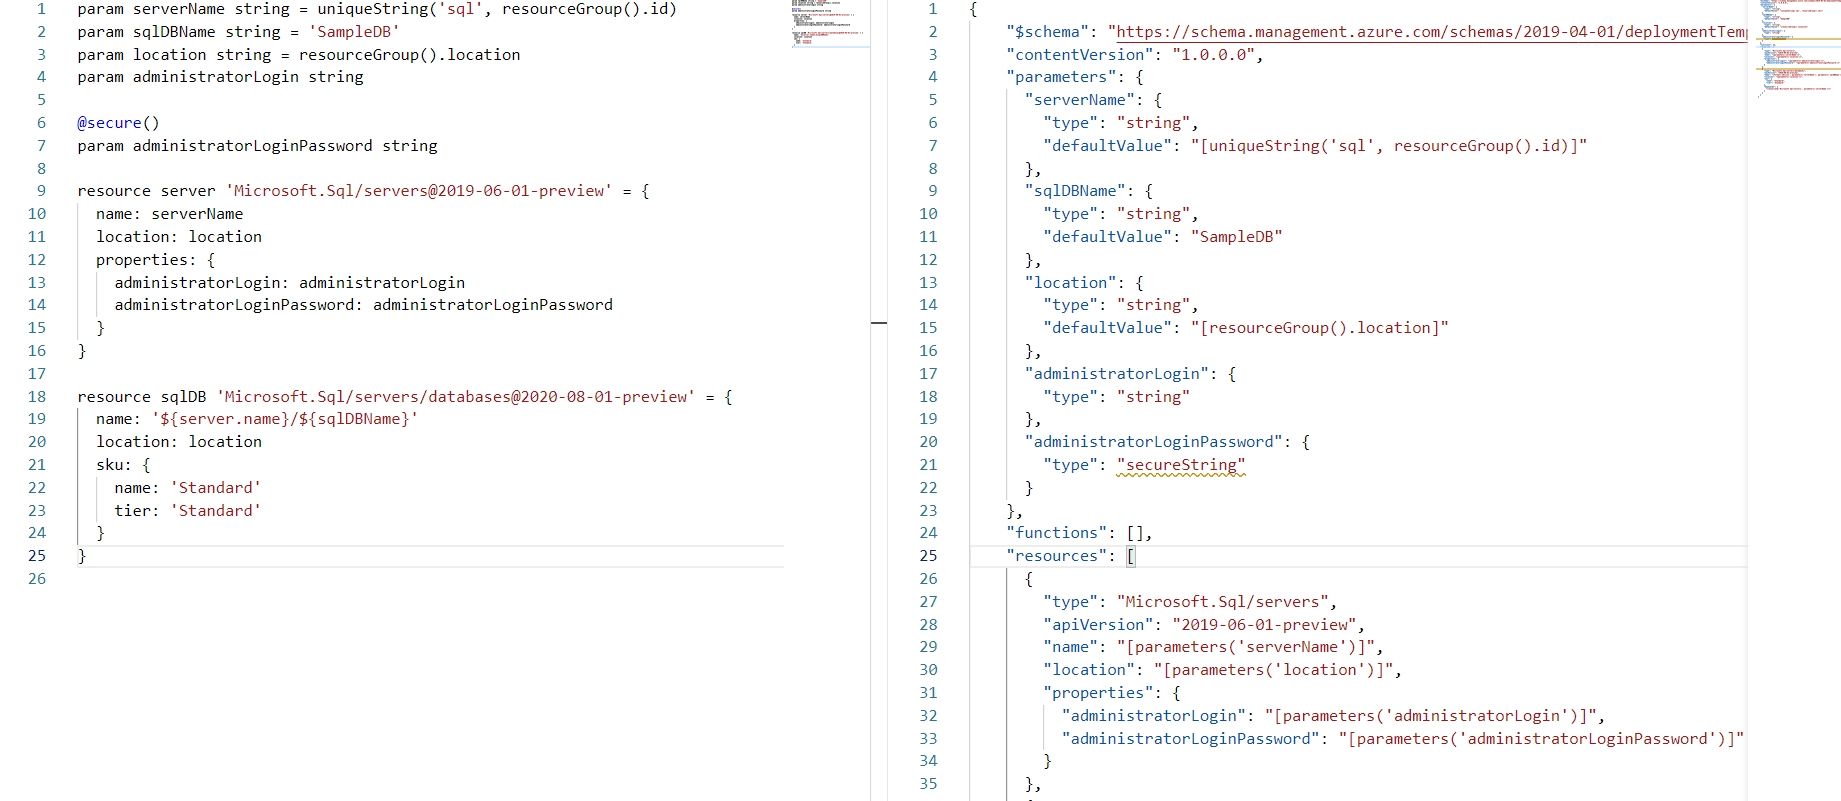 1 param serverName string = uniqueString('sql', resourceGroup().id)
2 param sqlDBName string = 'SampleDB'
3 param location string = resourceGroup().location
4 param administratorLogin string
5
6 @secure()
7 param administratorLoginPassword string
8
9 resource server 'Microsoft.Sql/servers@2019-06-01-preview' = {
10 name: serverName
11 location: location
12 properties: {
13 administratorLogin: administratorLogin
14 administratorLoginPassword: administratorLoginPassword
15 }
16 }
17
18 resource sqlDB 'Microsoft.Sql/servers/databases@2020-08-01-preview' = {
19 name: '${server.name}/${sqlDBName}'
20 location: location
21 sku: {
22 name: 'Standard'
23 tier: 'Standard'
24 }
25 }
26
1 {
2 "$schema": "https://schema.management.azure.com/schemas/2019-04-01/deploymentTemp
3 "contentVersion": "1.0.0.0",
4 "parameters": {
5 "serverName": {
6 "type": "string",
7 "defaultValue": "[uniqueString('sql', resourceGroup().id)]"
8 },
9 "sqlDBName": {
10 "type": "string",
11 "defaultValue": "SampleDB"
12 },
13 "location": {
14 "type": "string",
15 "defaultValue": "[resourceGroup().location]"
16 },
17 "administratorLogin": {
18 "type": "string"
19 },
20 "administratorLoginPassword": {
21 "type": "secureString"
22 }
23 },
24 "functions": [],
25 "resources": [
26 {
27 "type": "Microsoft.Sql/servers",
28 "apiVersion": "2019-06-01-preview",
29 "name": "[parameters('serverName')]",
30 "location": "[parameters('location')]",
31 "properties": {
32 "administratorLogin": "[parameters('administratorLogin')]",
33 "administratorLoginPassword": "[parameters('administratorLoginPassword')]"
34 }
35 },